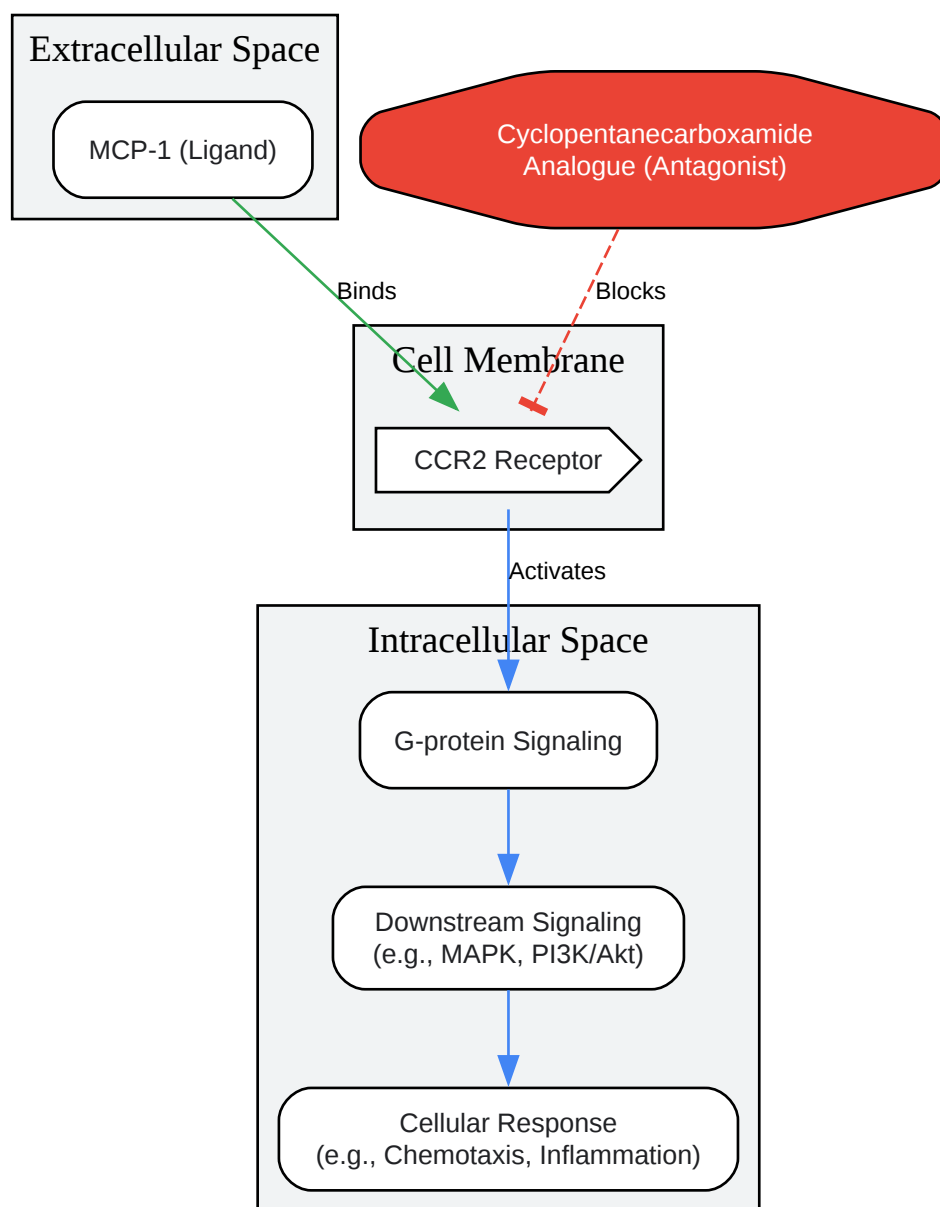 Extracellular Space
MCP-1 (Ligand)
Cyclopentanecarboxamide
Analogue (Antagonist)
Binds
Blocks
Cell Membrane
CCR2 Receptor
Activates
Intracellular Space
G-protein Signaling
Downstream Signaling
(e.g., MAPK, PI3K/Akt)
Cellular Response
(e.g., Chemotaxis, Inflammation)